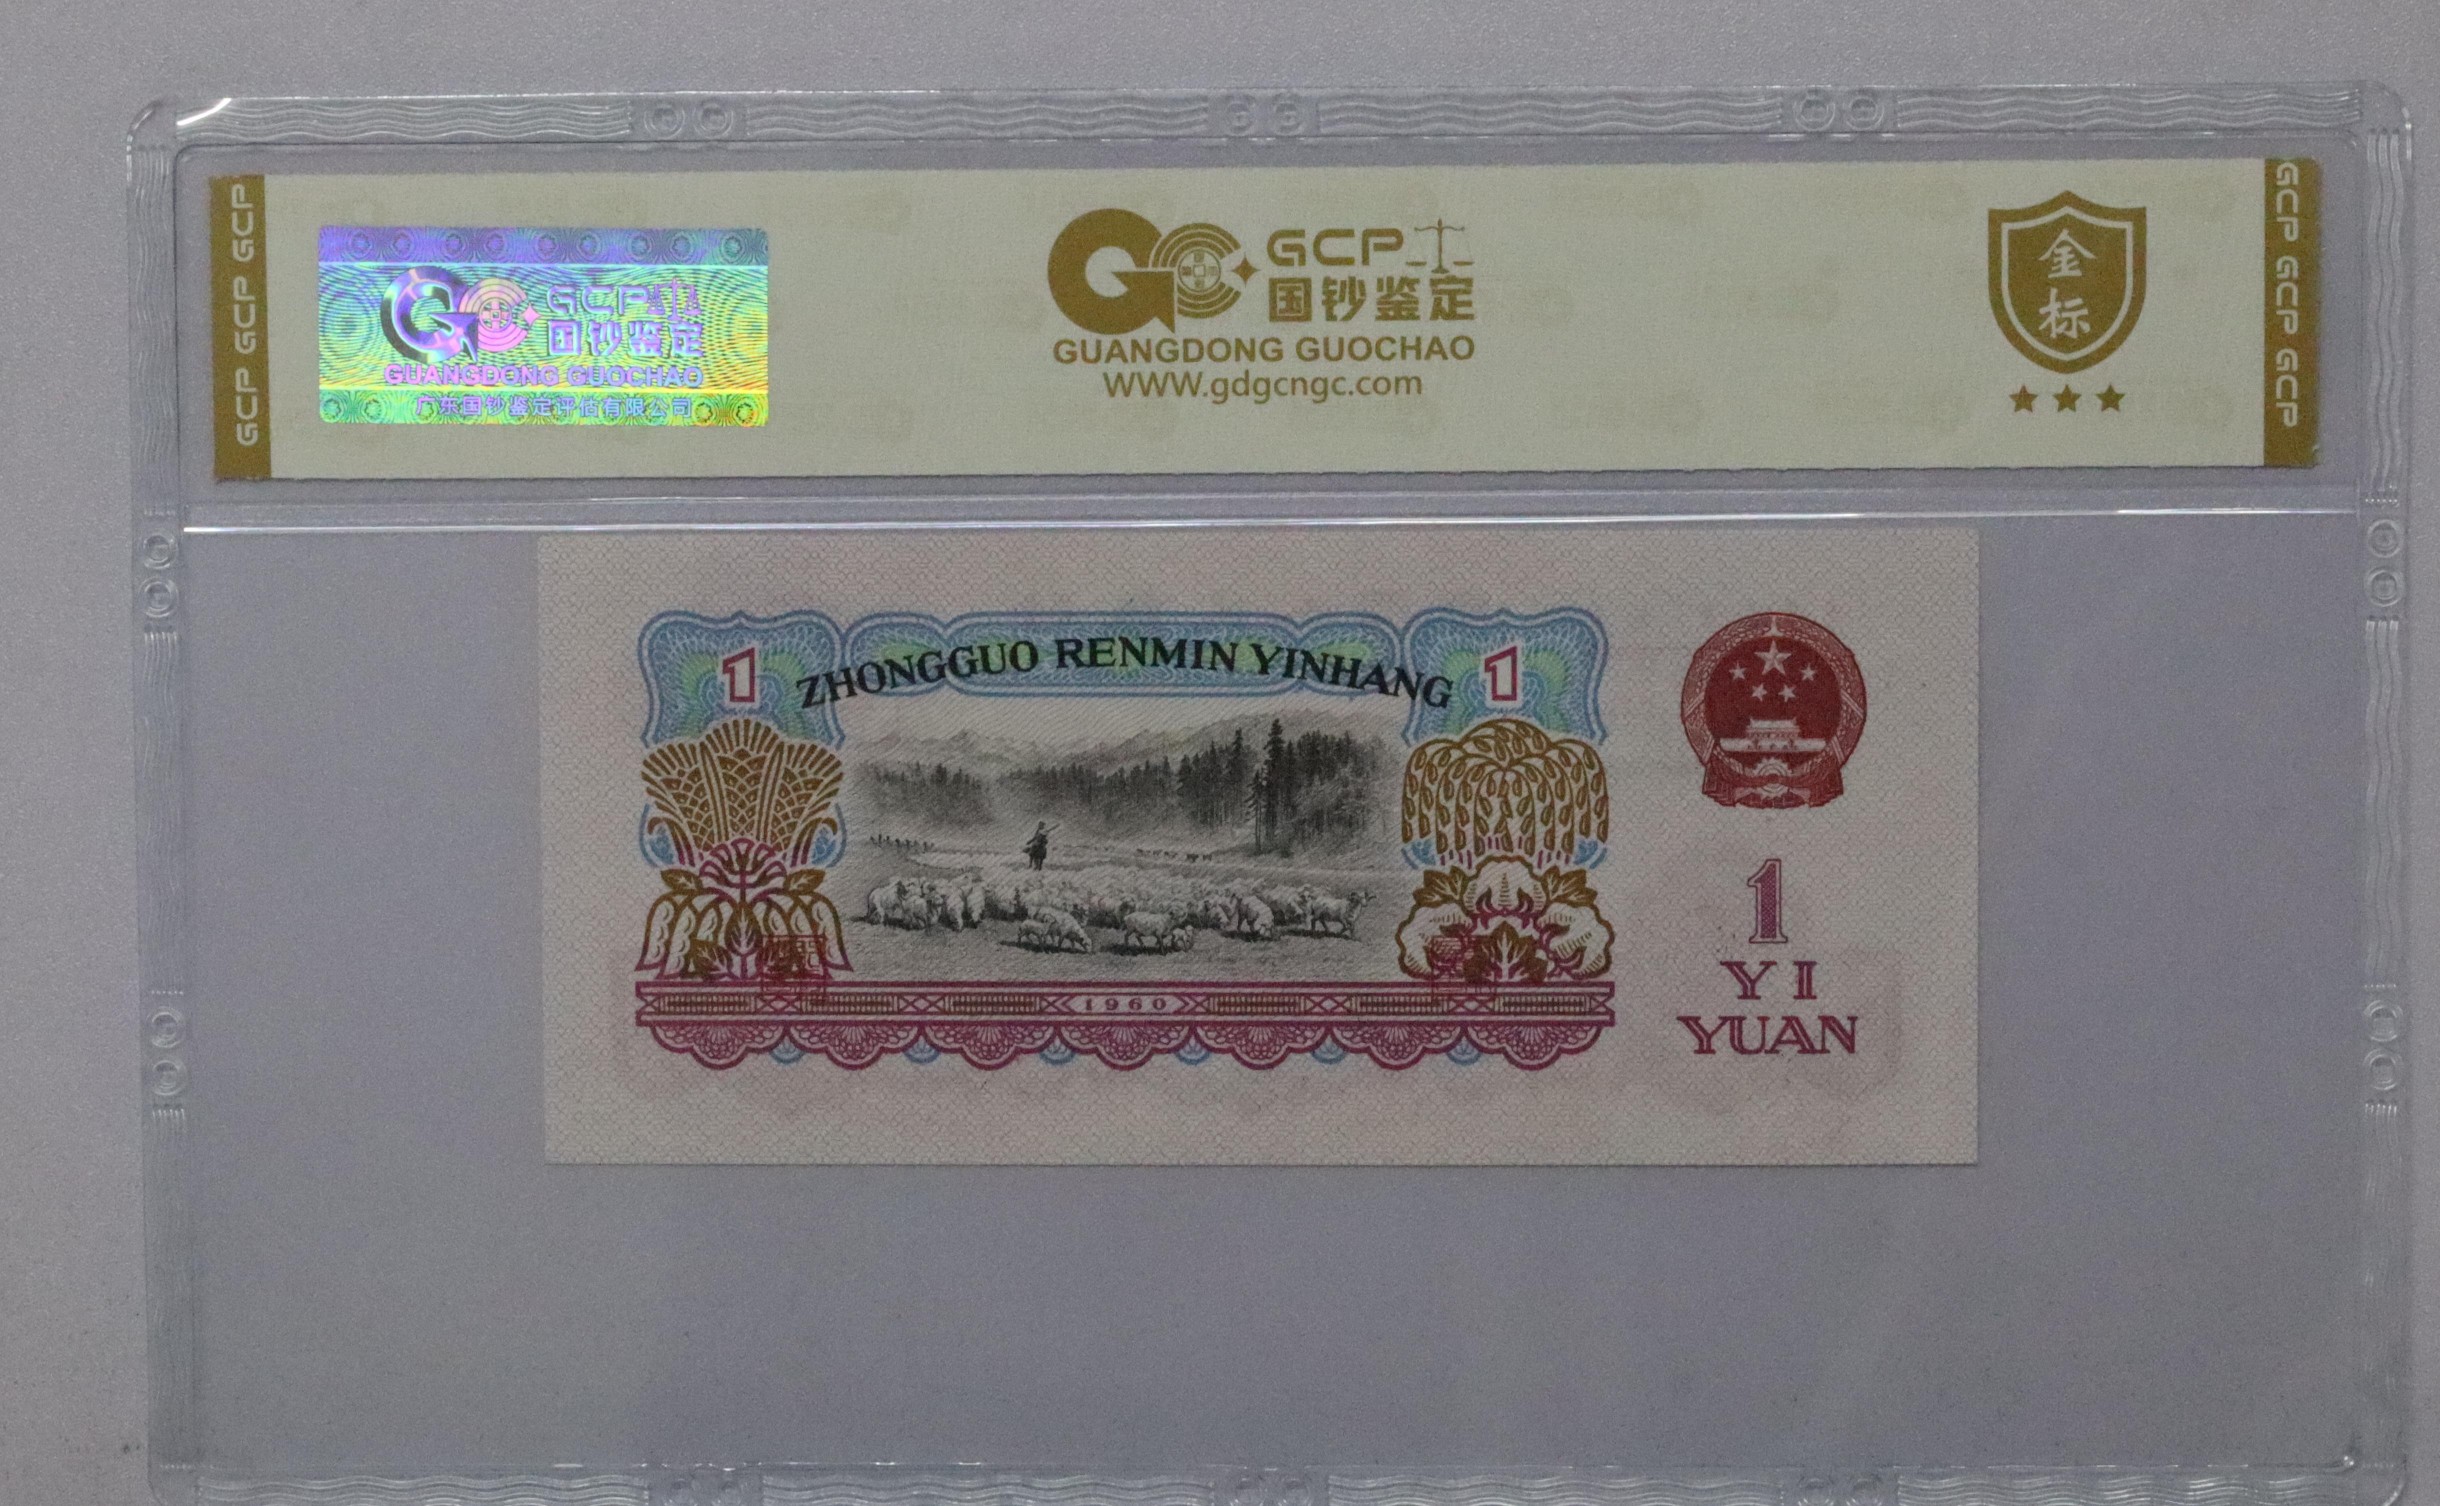 GCP GCP GCP
GCP
国钞鉴定
GUANGDONG GUOCHAO
广东国钞鉴定评估有限公司
GCP
国钞鉴定
GUANGDONG GUOCHAO
WWW.gdgcngc.com
金
标
GCP GCP GCP
1
ZHONGGUO RENMIN YINHANG
1
1960
1
YI
YUAN